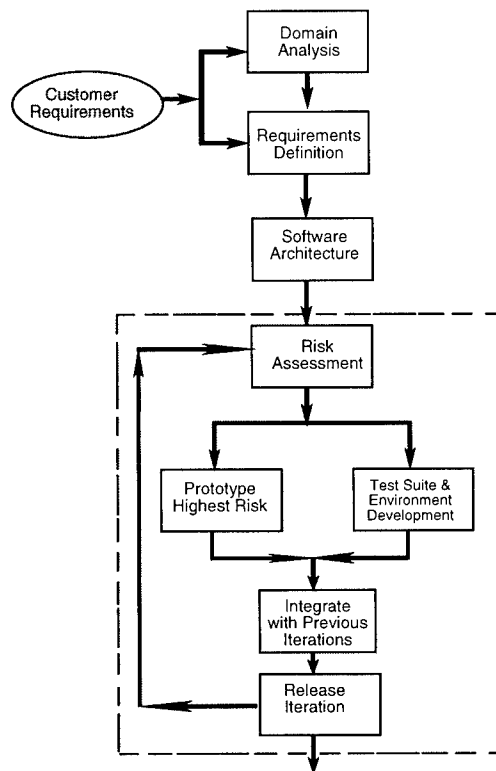 Domain
Analysis
Customer
Requirements
Requirements
Definition
Software
Architecture
Risk
Assessment
Prototype
Highest Risk
Test Suite &
Environment
Development
Integrate
with Previous
Iterations
Release
Iteration